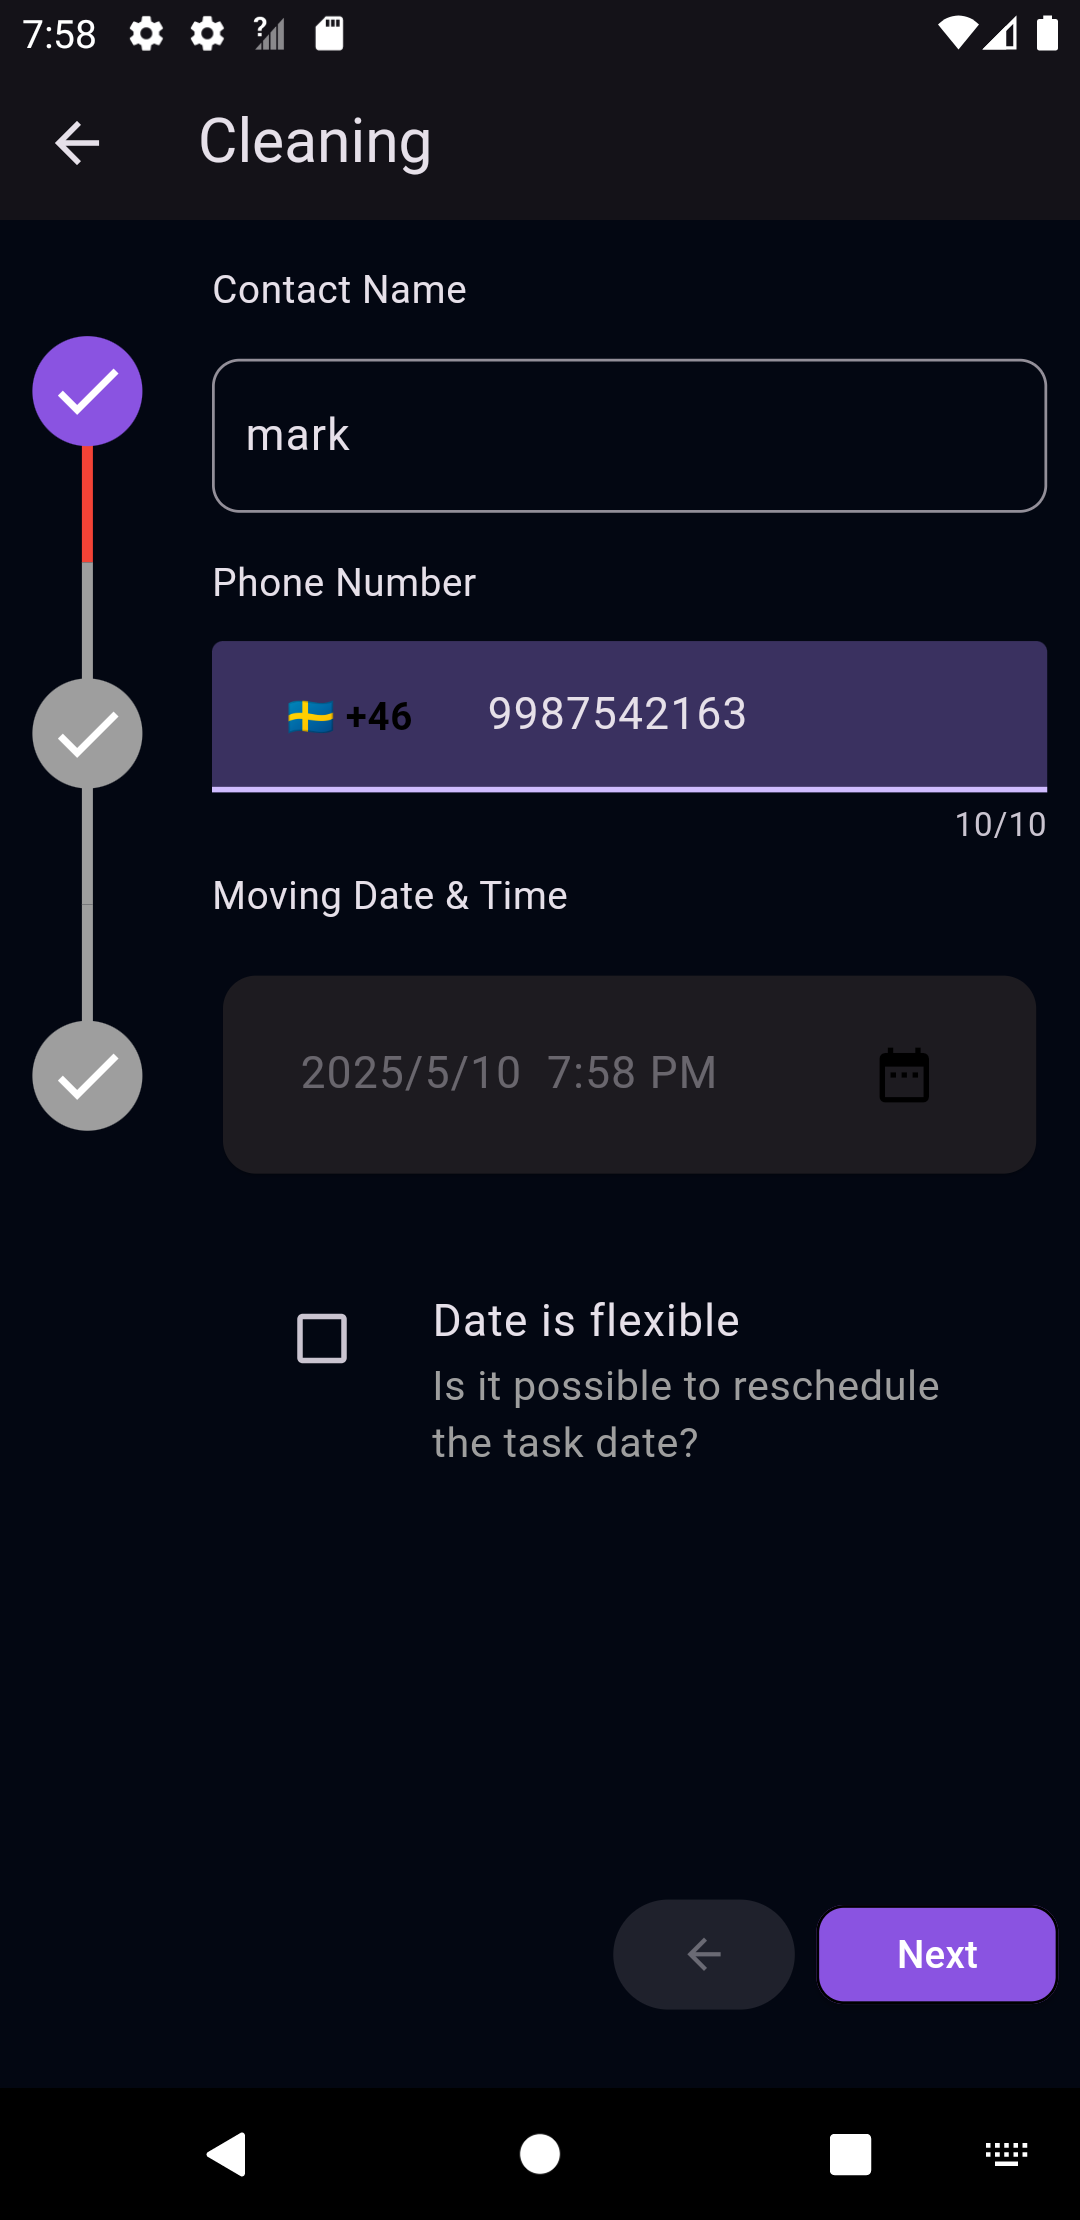 7:58
Cleaning
Contact Name
mark
Phone Number
+46 9987542163
10/10
Moving Date & Time
2025/5/10 7:58 PM
Date is flexible
Is it possible to reschedule
the task date?
Next